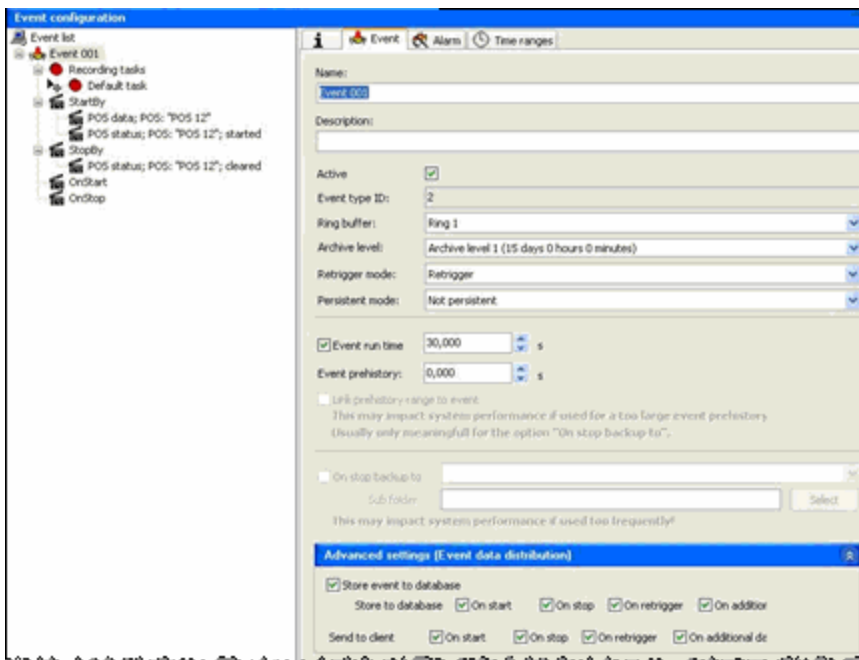 Event configuration
Event list
Event 001
Recording tasks
Default task
StartBy
POS data; POS: "POS 12"
POS status; POS: "POS 12"; started
StopBy
POS status; POS: "POS 12"; cleared
OnStart
OnStop
i Event Alarm Time ranges
Name:
Event 001
Description:
Active
Event type ID: 2
Ring buffer: Ring 1
Archive level: Archive level 1 (15 days 0 hours 0 minutes)
Retrigger mode: Retrigger
Persistent mode: Not persistent
Event run time 30,000 s
Event prehistory: 0,000 s
Link prehistory range to event
This may impact system performance if used for a too large event prehistory
Usually only meaningfull for the option "On stop backup to".
On stop backup to
Sub folder Select
This may impact system performance if used too frequently!
Advanced settings (Event data distribution)
Store event to database
Store to database On start On stop On retrigger On addition
Send to client On start On stop On retrigger On additional da